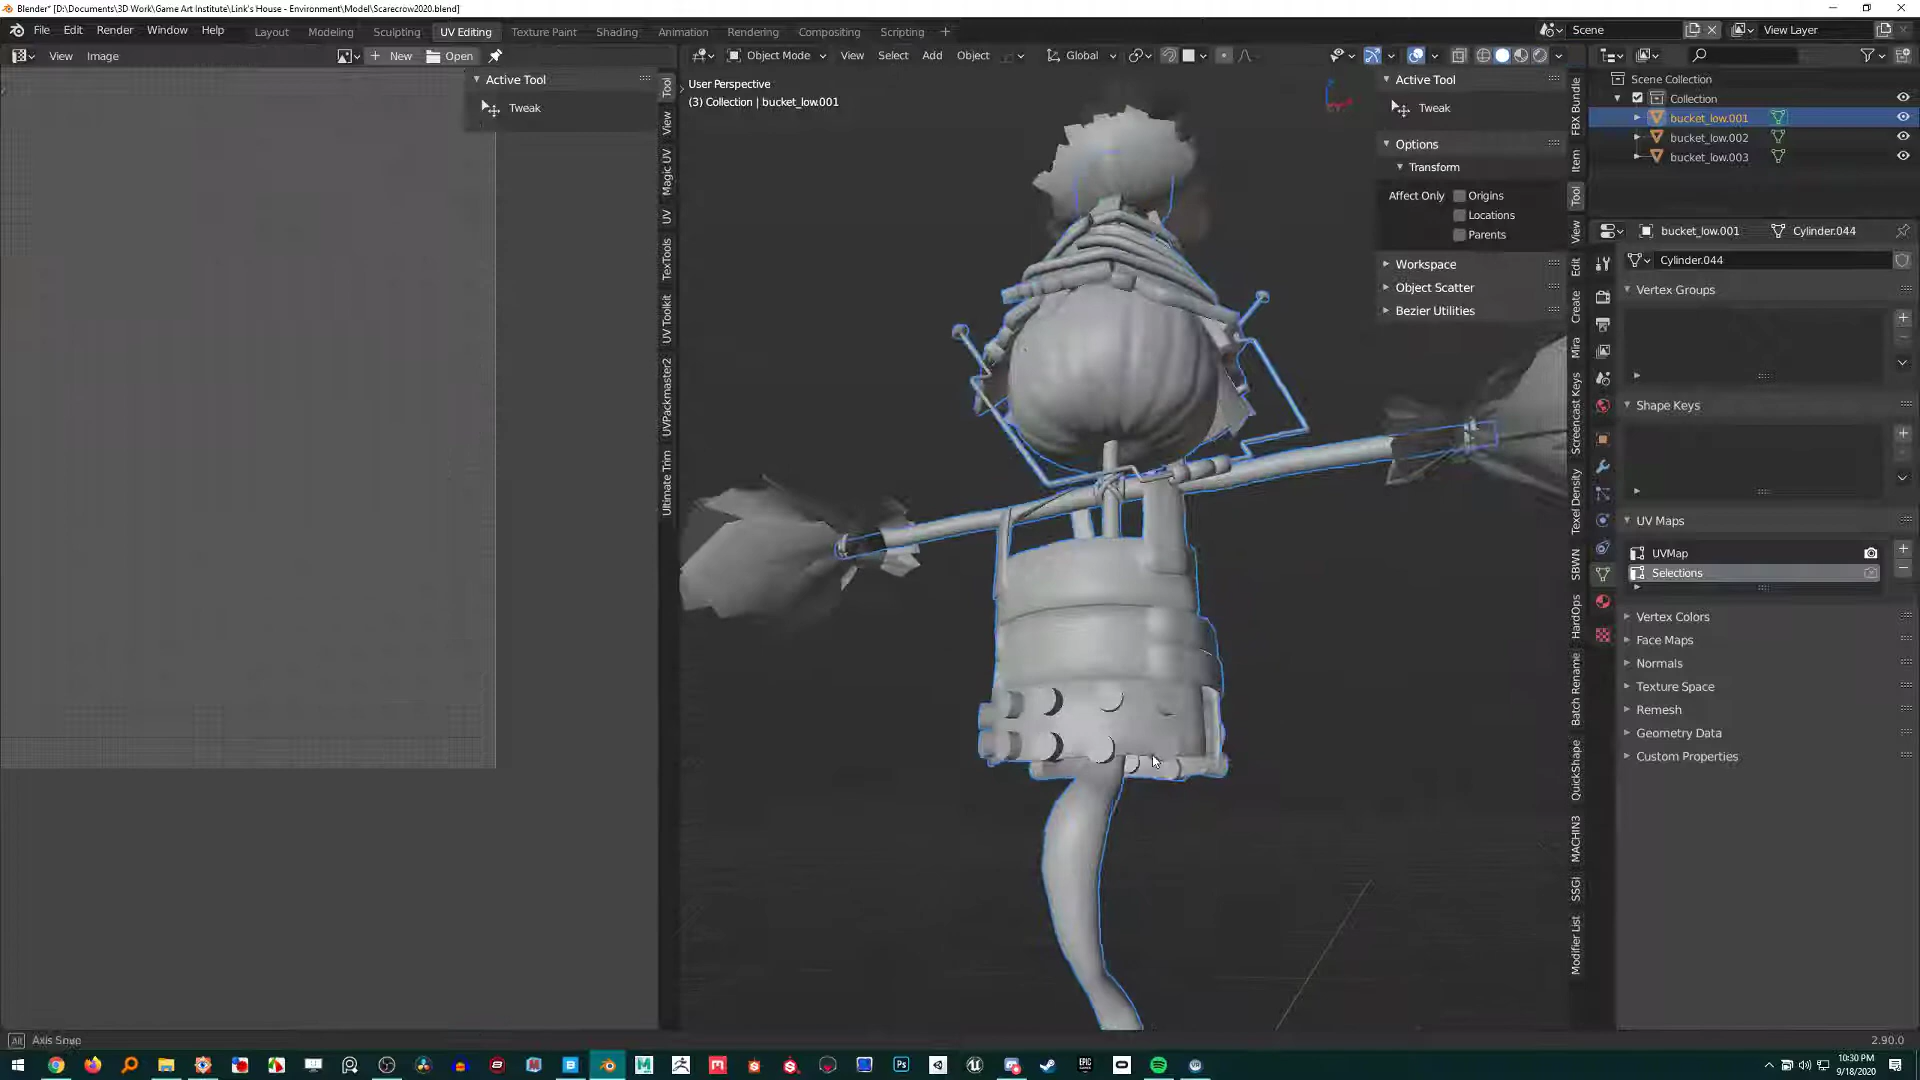 Blender* [D:\Documents\3D Work\Game Art Institute\Link's House - Environment\Model\Scarecrow2020.blend]
File Edit Render Window Help Layout Modeling Sculpting UV Editing Texture Paint Shading Animation Rendering Compositing Scripting Scene View Layer
View Image New Open Object Mode View Select Add Object Global
Active Tool
Tweak
Tool
View
Magic UV
UV
TexTools
UV Toolkit
UVPackmaster2
Ultimate Trim
User Perspective
(3) Collection | bucket_low.001
Active Tool
Tweak
Options
Transform
Affect Only Origins
Locations
Parents
Workspace
Object Scatter
Bezier Utilities
FBX Bundle
Item
Tool
View
Edit
Create
Mira
Screencast Keys
Texel Density
SBWN
HardOps
Batch Rename
QuickShape
MACHIN3
SSGI
Modifier List
Scene Collection
Collection
bucket_low.001
bucket_low.002
bucket_low.003
bucket_low.001 Cylinder.044
Cylinder.044
Vertex Groups
Shape Keys
UV Maps
UVMap
Selections
Vertex Colors
Face Maps
Normals
Texture Space
Remesh
Geometry Data
Custom Properties
Alt Axis Snap
2.90.0
10:30 PM
9/18/2020